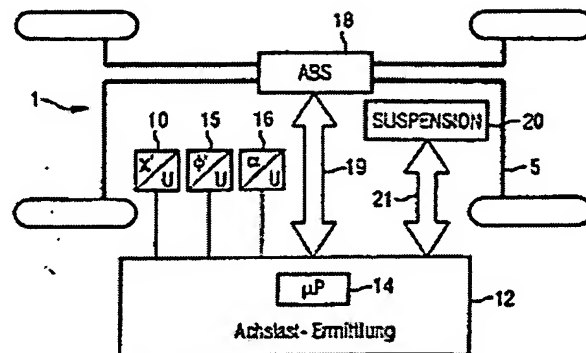 18
ABS
1
10
15
16
SUSPENSION
20
X'
U
ϕ'
U
α
U
19
21
5
µP
14
12
Achslast-Ermittlung